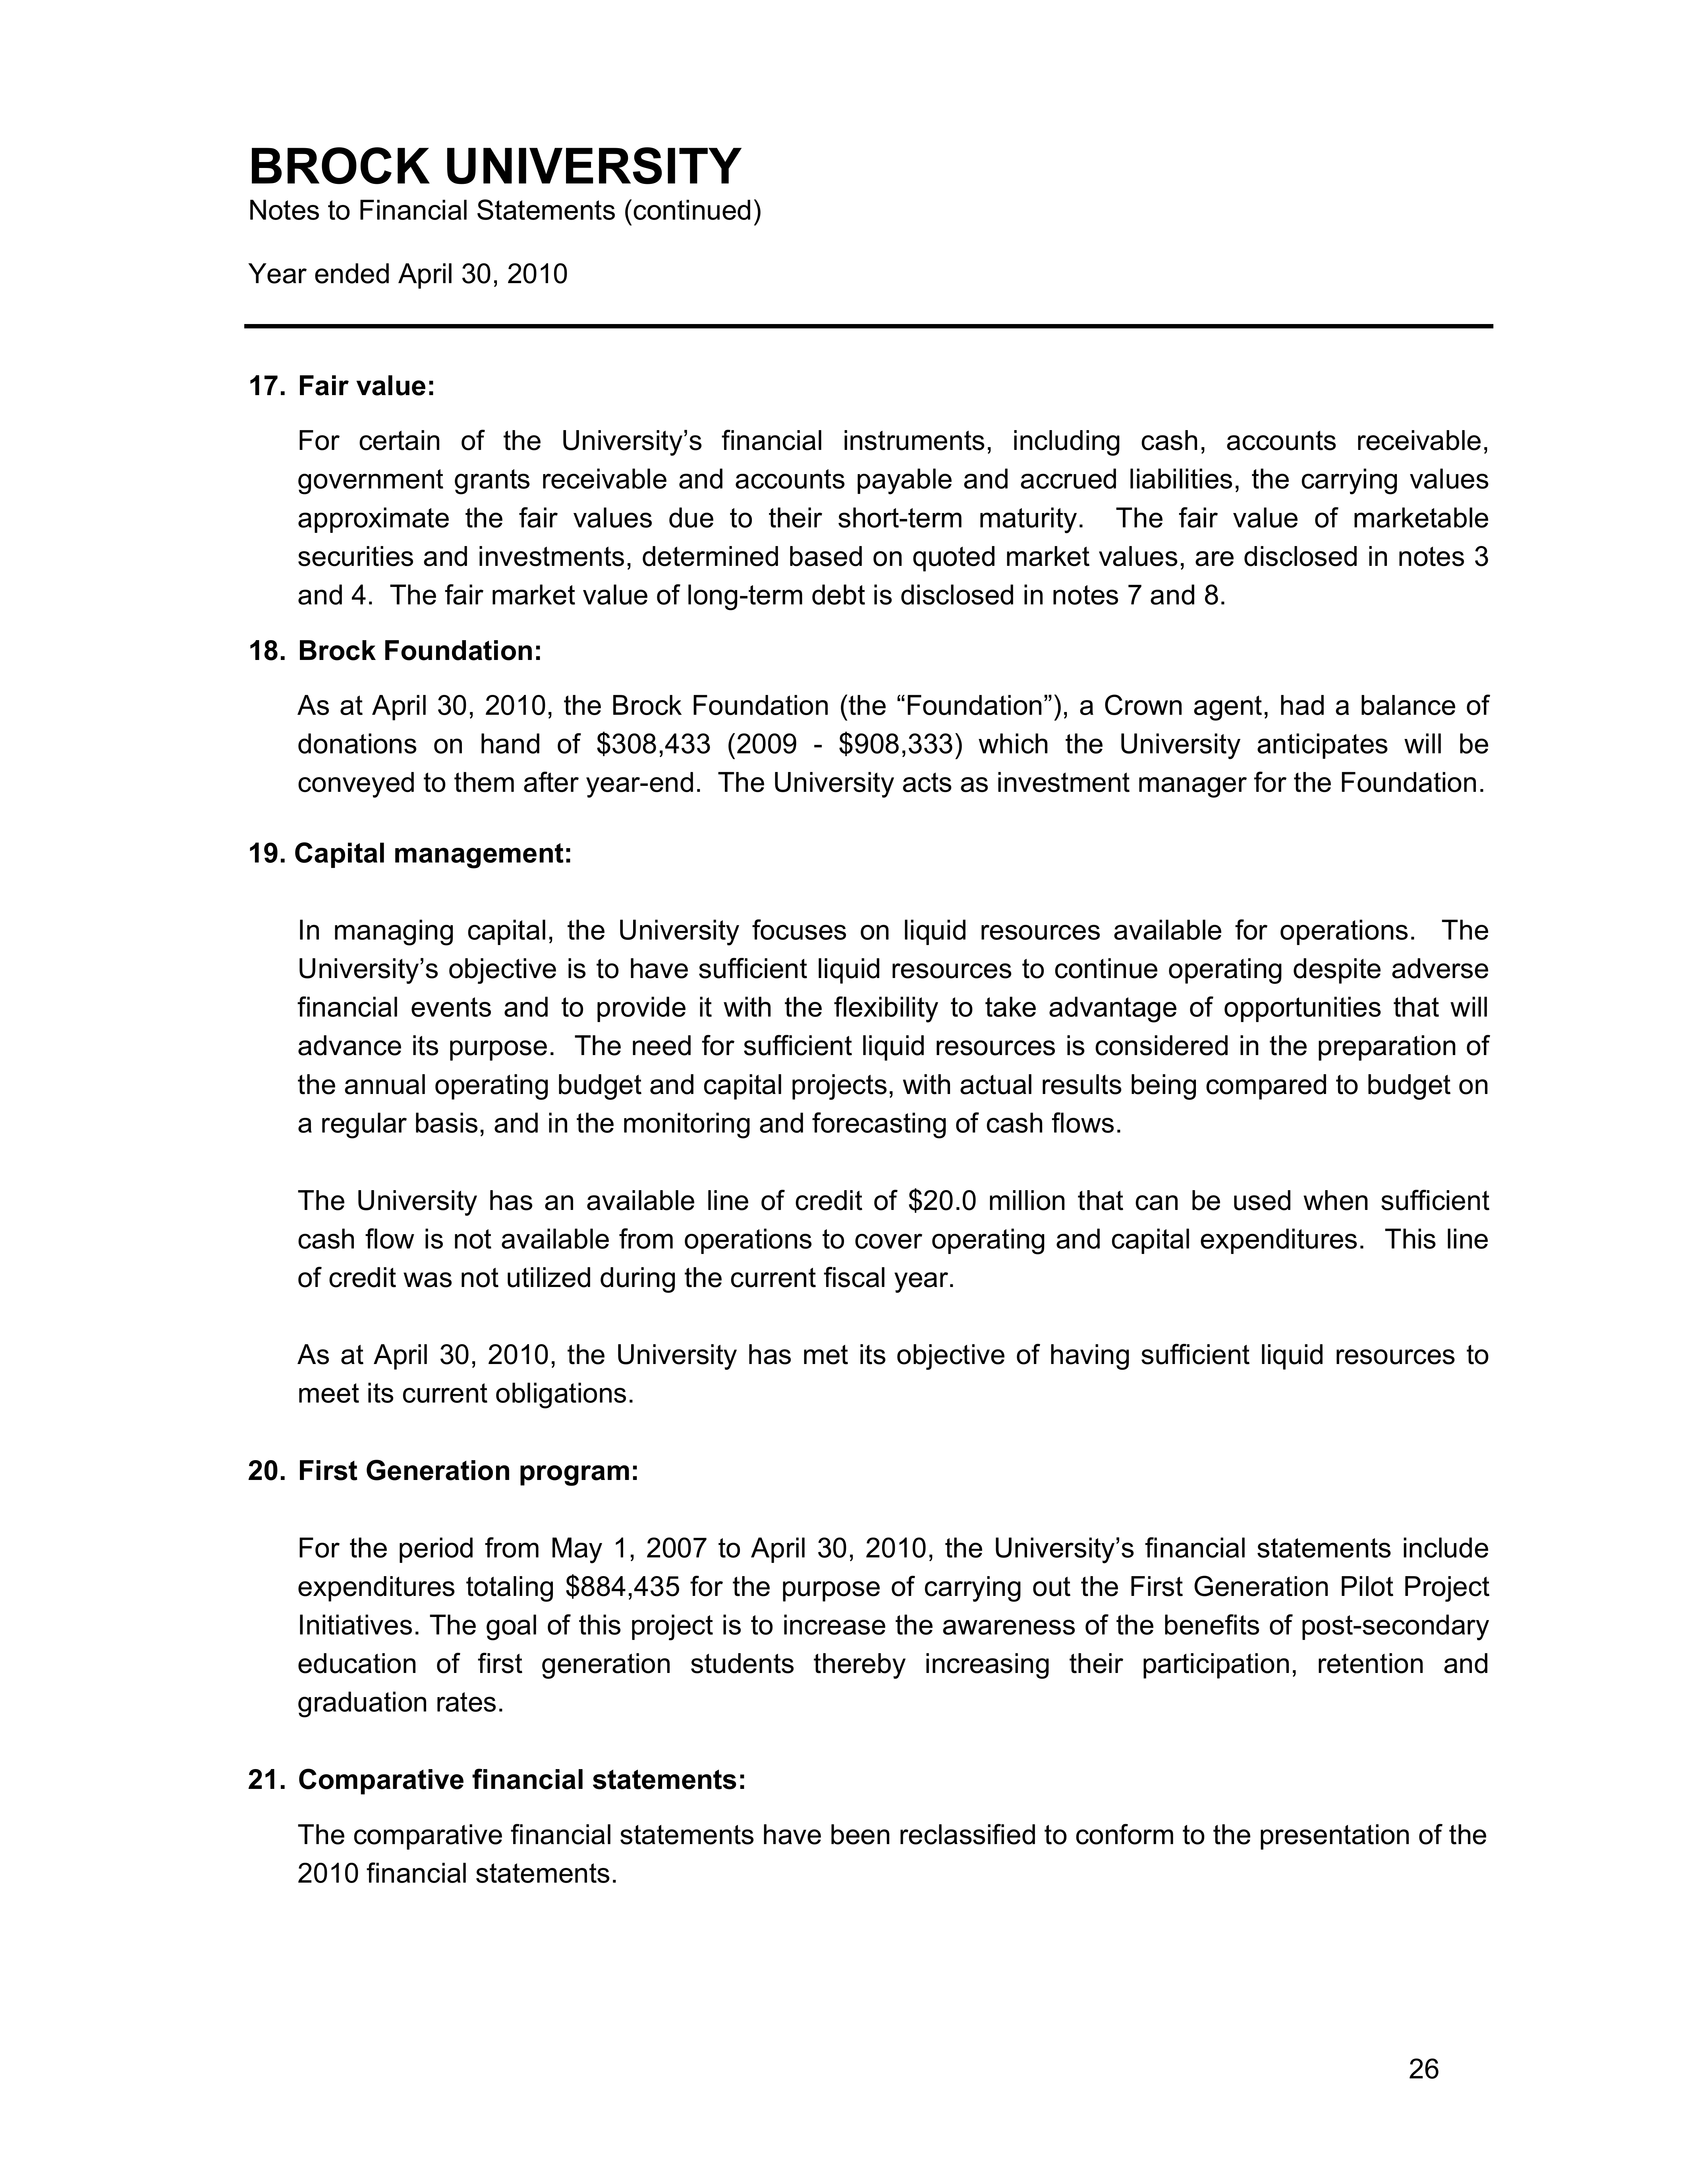 BROCK UNIVERSITY
Notes to Financial Statements (continued)
Year ended April 30, 2010
17. Fair value:
For certain of the University’s financial instruments, including cash, accounts receivable,
government grants receivable and accounts payable and accrued liabilities, the carrying values
approximate the fair values due to their short-term maturity.  The fair value of marketable
securities and investments, determined based on quoted market values, are disclosed in notes 3
and 4.  The fair market value of long-term debt is disclosed in notes 7 and 8.
18. Brock Foundation:
As at April 30, 2010, the Brock Foundation (the “Foundation”), a Crown agent, had a balance of
donations on hand of $308,433 (2009 - $908,333) which the University anticipates will be
conveyed to them after year-end.  The University acts as investment manager for the Foundation.
19. Capital management:
In managing capital, the University focuses on liquid resources available for operations.  The
University’s objective is to have sufficient liquid resources to continue operating despite adverse
financial events and to provide it with the flexibility to take advantage of opportunities that will
advance its purpose.  The need for sufficient liquid resources is considered in the preparation of
the annual operating budget and capital projects, with actual results being compared to budget on
a regular basis, and in the monitoring and forecasting of cash flows.
The University has an available line of credit of $20.0 million that can be used when sufficient
cash flow is not available from operations to cover operating and capital expenditures.  This line
of credit was not utilized during the current fiscal year.
As at April 30, 2010, the University has met its objective of having sufficient liquid resources to
meet its current obligations.
20. First Generation program:
For the period from May 1, 2007 to April 30, 2010, the University’s financial statements include
expenditures totaling $884,435 for the purpose of carrying out the First Generation Pilot Project
Initiatives. The goal of this project is to increase the awareness of the benefits of post-secondary
education of first generation students thereby increasing their participation, retention and
graduation rates.
21. Comparative financial statements:
The comparative financial statements have been reclassified to conform to the presentation of the
2010 financial statements.
26